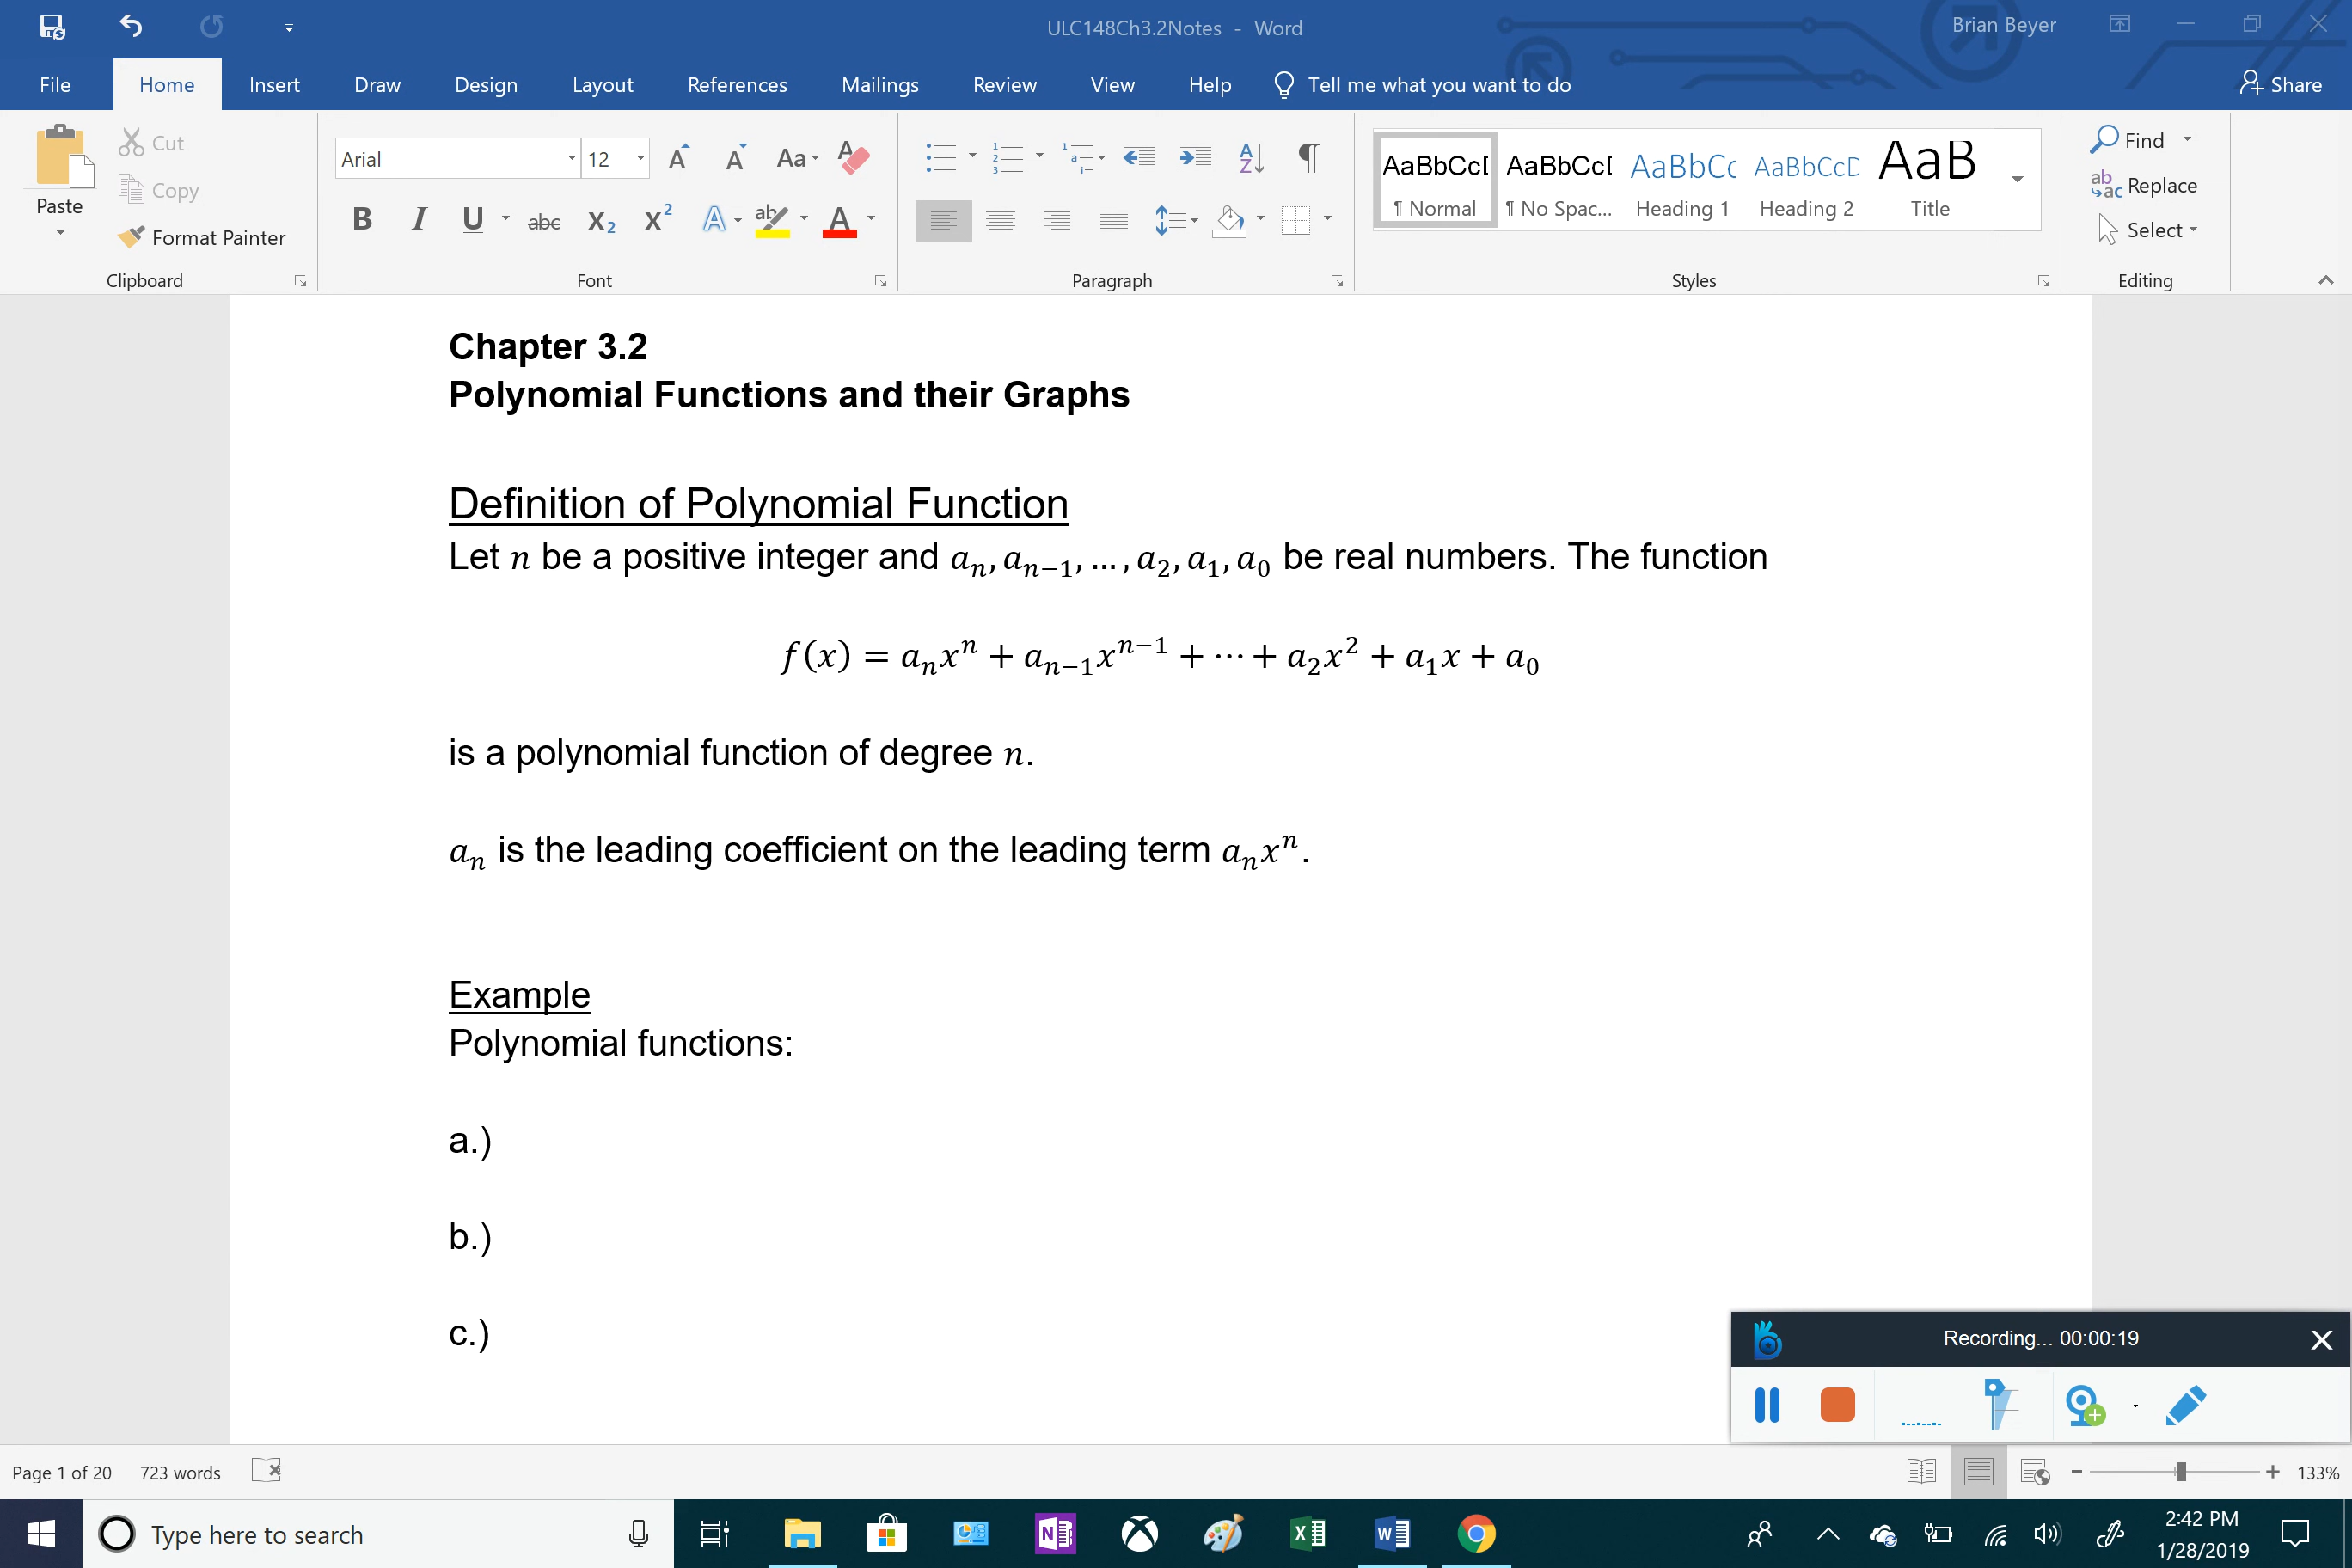 ULC148Ch3.2Notes - Word
Brian Beyer
File Home Insert Draw Design Layout References Mailings Review View Help Tell me what you want to do Share
Paste
Cut
Copy
Format Painter
Clipboard
Arial 12
Font
Paragraph
AaBbCcI AaBbCcI AaBbCc AaBbCcD AaB
¶ Normal ¶ No Spac... Heading 1 Heading 2 Title
Styles
Find
Replace
Select
Editing
Chapter 3.2
Polynomial Functions and their Graphs
Definition of Polynomial Function
Let n be a positive integer and aₙ, aₙ₋₁, … , a₂, a₁, a₀ be real numbers. The function
f(x) = aₙxⁿ + aₙ₋₁xⁿ⁻¹ + ⋯ + a₂x² + a₁x + a₀
is a polynomial function of degree n.
aₙ is the leading coefficient on the leading term aₙxⁿ.
Example
Polynomial functions:
a.)
b.)
c.)
Recording... 00:00:19
Page 1 of 20 723 words
133%
Type here to search
2:42 PM
1/28/2019